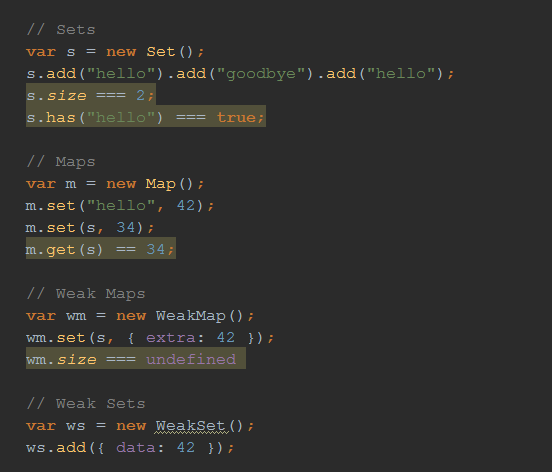 // Sets
var s = new Set();
s.add("hello").add("goodbye").add("hello");
s.size === 2;
s.has("hello") === true;
// Maps
var m = new Map();
m.set("hello", 42);
m.set(s, 34);
m.get(s) == 34;
// Weak Maps
var wm = new WeakMap();
wm.set(s, { extra: 42 });
wm.size === undefined
// Weak Sets
var ws = new WeakSet();
ws.add({ data: 42 });